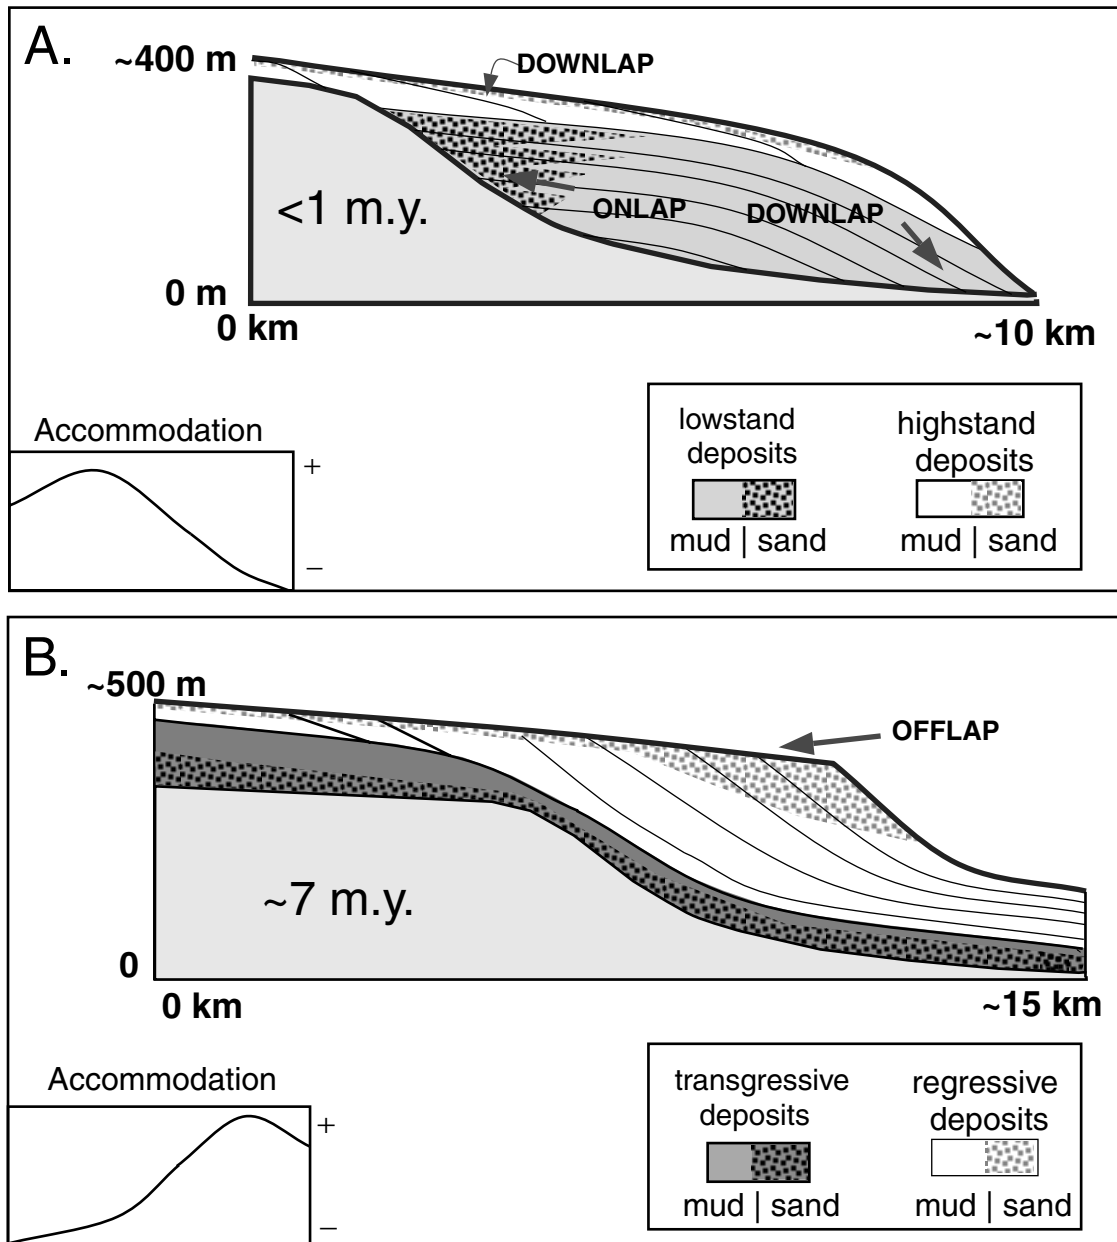 A.
~400 m
DOWNLAP
<1 m.y.
ONLAP
DOWNLAP
0 m
0 km
~10 km
Accommodation
+
–
lowstand
deposits
mud | sand
highstand
deposits
mud | sand
B.
~500 m
OFFLAP
~7 m.y.
0
0 km
~15 km
Accommodation
+
–
transgressive
deposits
mud | sand
regressive
deposits
mud | sand